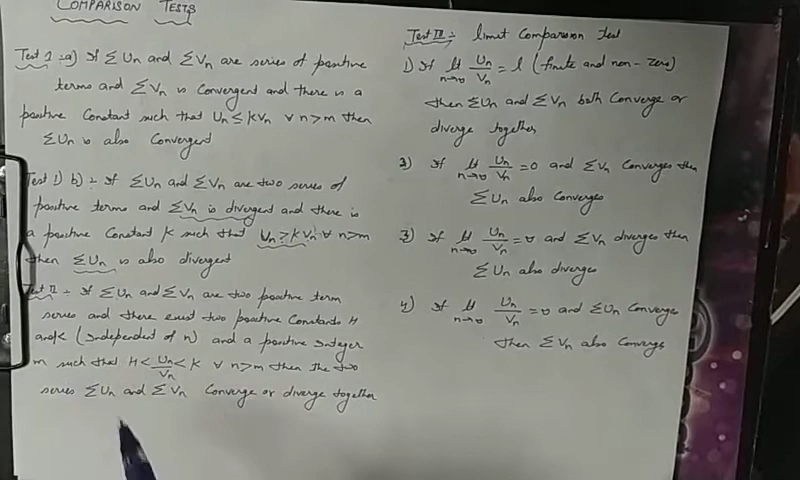 COMPARISON TESTS
Test 1 :- a) If ΣUn and ΣVn are series of positive
terms and ΣVn is Convergent and there is a
positive Constant such that Un ≤ kVn ∀ n>m then
ΣUn is also Convergent
Test 1) b) :- If ΣUn and ΣVn are two series of
positive terms and ΣVn is divergent and there is
a positive Constant K such that Un ≥ kVn ∀ n>m
then ΣUn is also divergent
Test II :- If ΣUn and ΣVn are two positive term
series and there exist two positive Constants H
and K (Independent of n) and a positive Integer
m such that H < Un/Vn < K ∀ n>m then the two
series ΣUn and ΣVn Converge or diverge together
Test III :- limit Comparison test
1) If lt n→∞ Un/Vn = l (finite and non-zero)
then ΣUn and ΣVn both Converge or
diverge together
3) If lt n→∞ Un/Vn = 0 and ΣVn Converges then
ΣUn also Converges
3) If lt n→∞ Un/Vn = ∞ and ΣVn diverges then
ΣUn also diverges
4) If lt n→∞ Un/Vn = ∞ and ΣUn Converges
then ΣVn also Converges